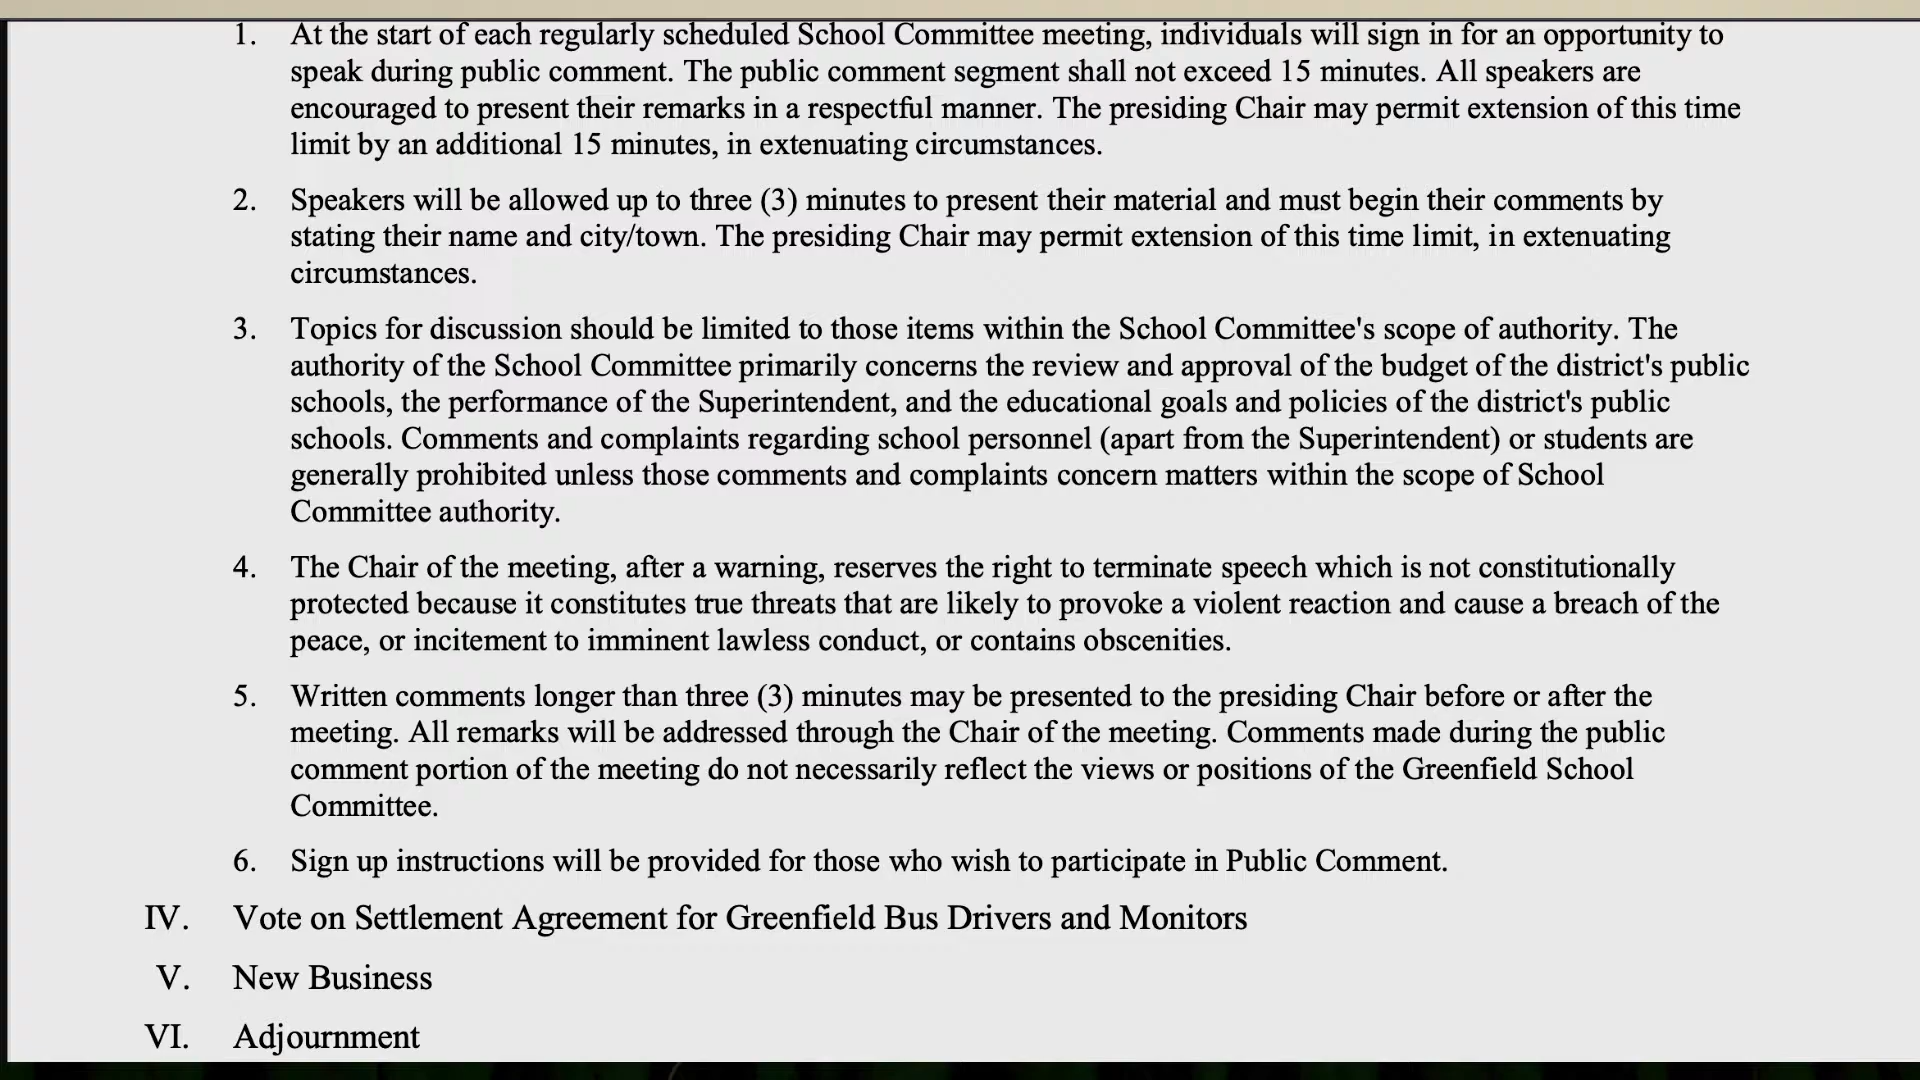 1. At the start of each regularly scheduled School Committee meeting, individuals will sign in for an opportunity to
speak during public comment. The public comment segment shall not exceed 15 minutes. All speakers are
encouraged to present their remarks in a respectful manner. The presiding Chair may permit extension of this time
limit by an additional 15 minutes, in extenuating circumstances.
2. Speakers will be allowed up to three (3) minutes to present their material and must begin their comments by
stating their name and city/town. The presiding Chair may permit extension of this time limit, in extenuating
circumstances.
3. Topics for discussion should be limited to those items within the School Committee's scope of authority. The
authority of the School Committee primarily concerns the review and approval of the budget of the district's public
schools, the performance of the Superintendent, and the educational goals and policies of the district's public
schools. Comments and complaints regarding school personnel (apart from the Superintendent) or students are
generally prohibited unless those comments and complaints concern matters within the scope of School
Committee authority.
4. The Chair of the meeting, after a warning, reserves the right to terminate speech which is not constitutionally
protected because it constitutes true threats that are likely to provoke a violent reaction and cause a breach of the
peace, or incitement to imminent lawless conduct, or contains obscenities.
5. Written comments longer than three (3) minutes may be presented to the presiding Chair before or after the
meeting. All remarks will be addressed through the Chair of the meeting. Comments made during the public
comment portion of the meeting do not necessarily reflect the views or positions of the Greenfield School
Committee.
6. Sign up instructions will be provided for those who wish to participate in Public Comment.
IV. Vote on Settlement Agreement for Greenfield Bus Drivers and Monitors
V. New Business
VI. Adjournment